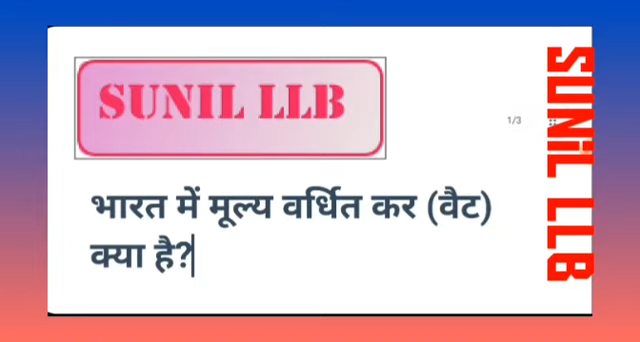 SUNIL LLB
1/3
भारत में मूल्य वर्धित कर (वैट)
क्या है?
SUNIL LLB